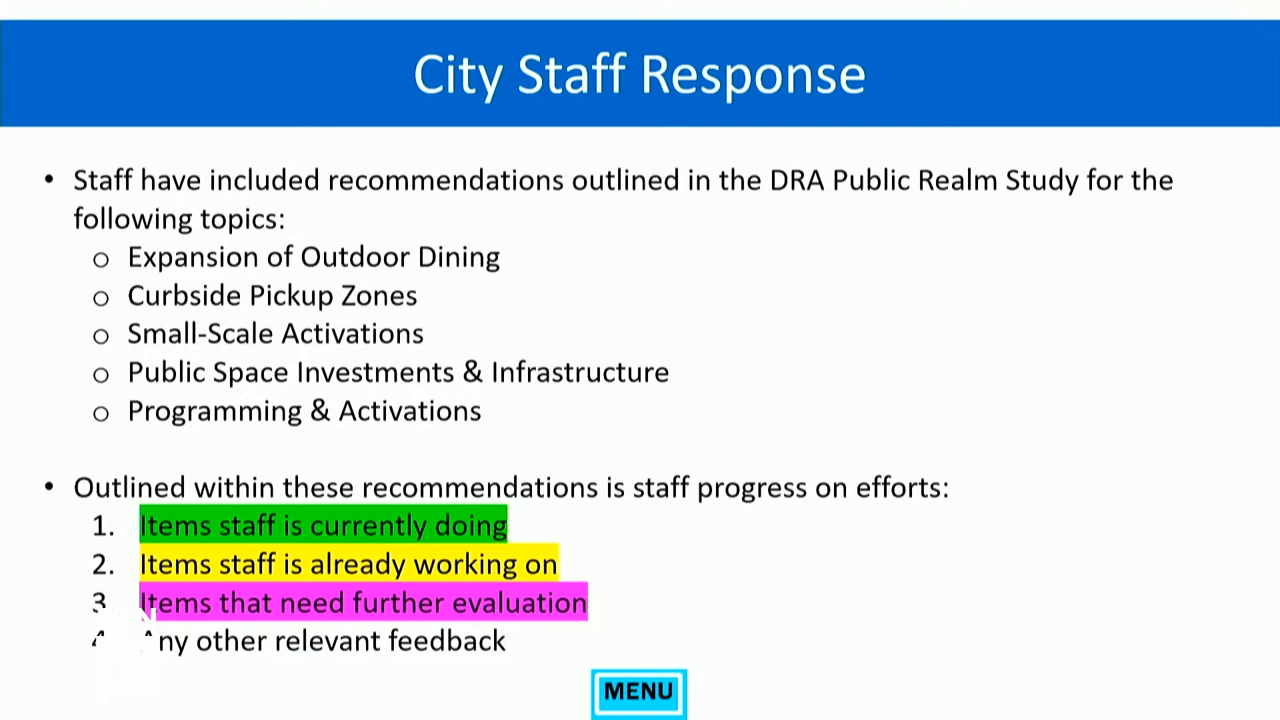 City Staff Response
• Staff have included recommendations outlined in the DRA Public Realm Study for the
following topics:
o Expansion of Outdoor Dining
o Curbside Pickup Zones
o Small-Scale Activations
o Public Space Investments & Infrastructure
o Programming & Activations
• Outlined within these recommendations is staff progress on efforts:
1. Items staff is currently doing
2. Items staff is already working on
3. Items that need further evaluation
4. Any other relevant feedback
MENU